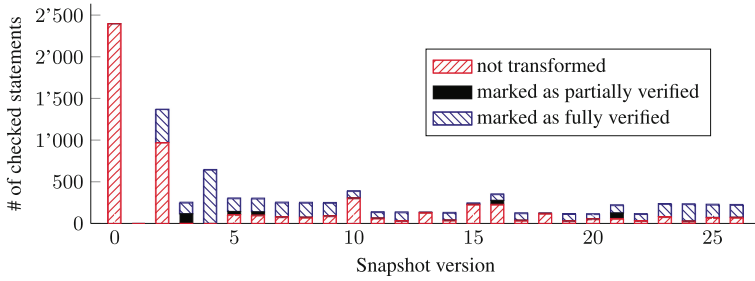 2’500
2’000
1’500
1’000
500
0
# of checked statements
not transformed
marked as partially verified
marked as fully verified
0 5 10 15 20 25
Snapshot version